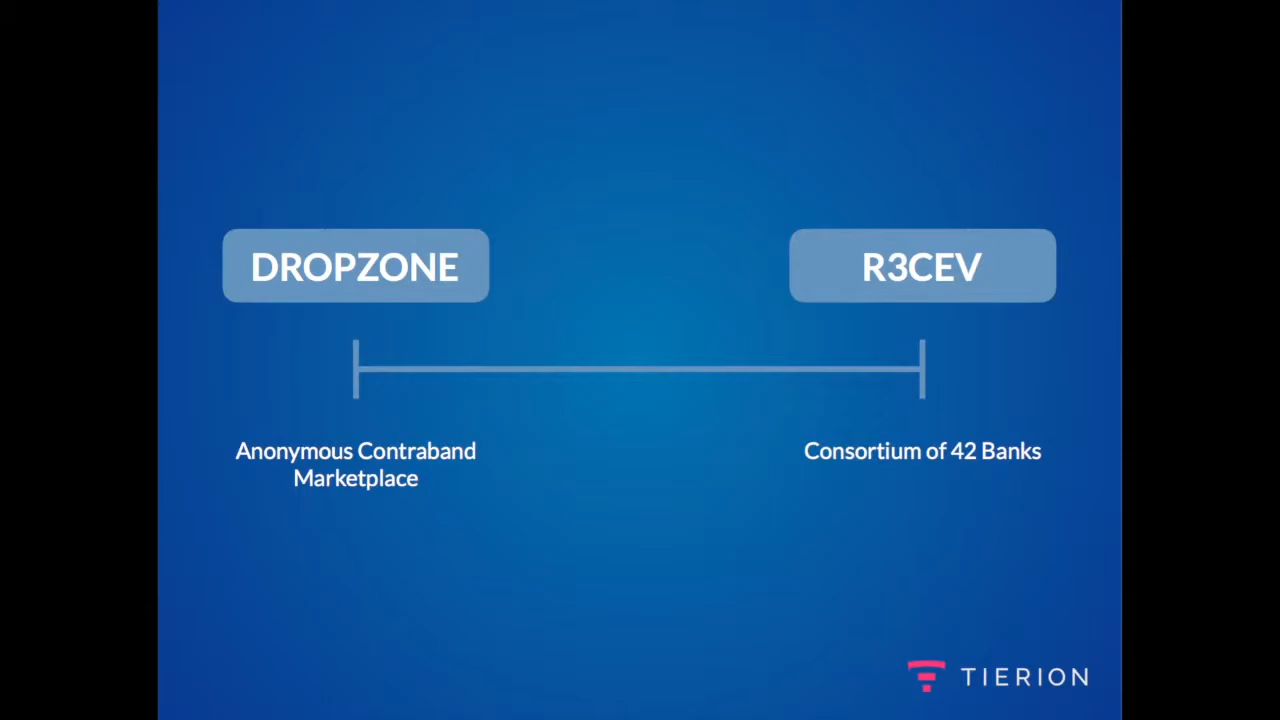 DROPZONE
R3CEV
Anonymous Contraband
Marketplace
Consortium of 42 Banks
TIERION